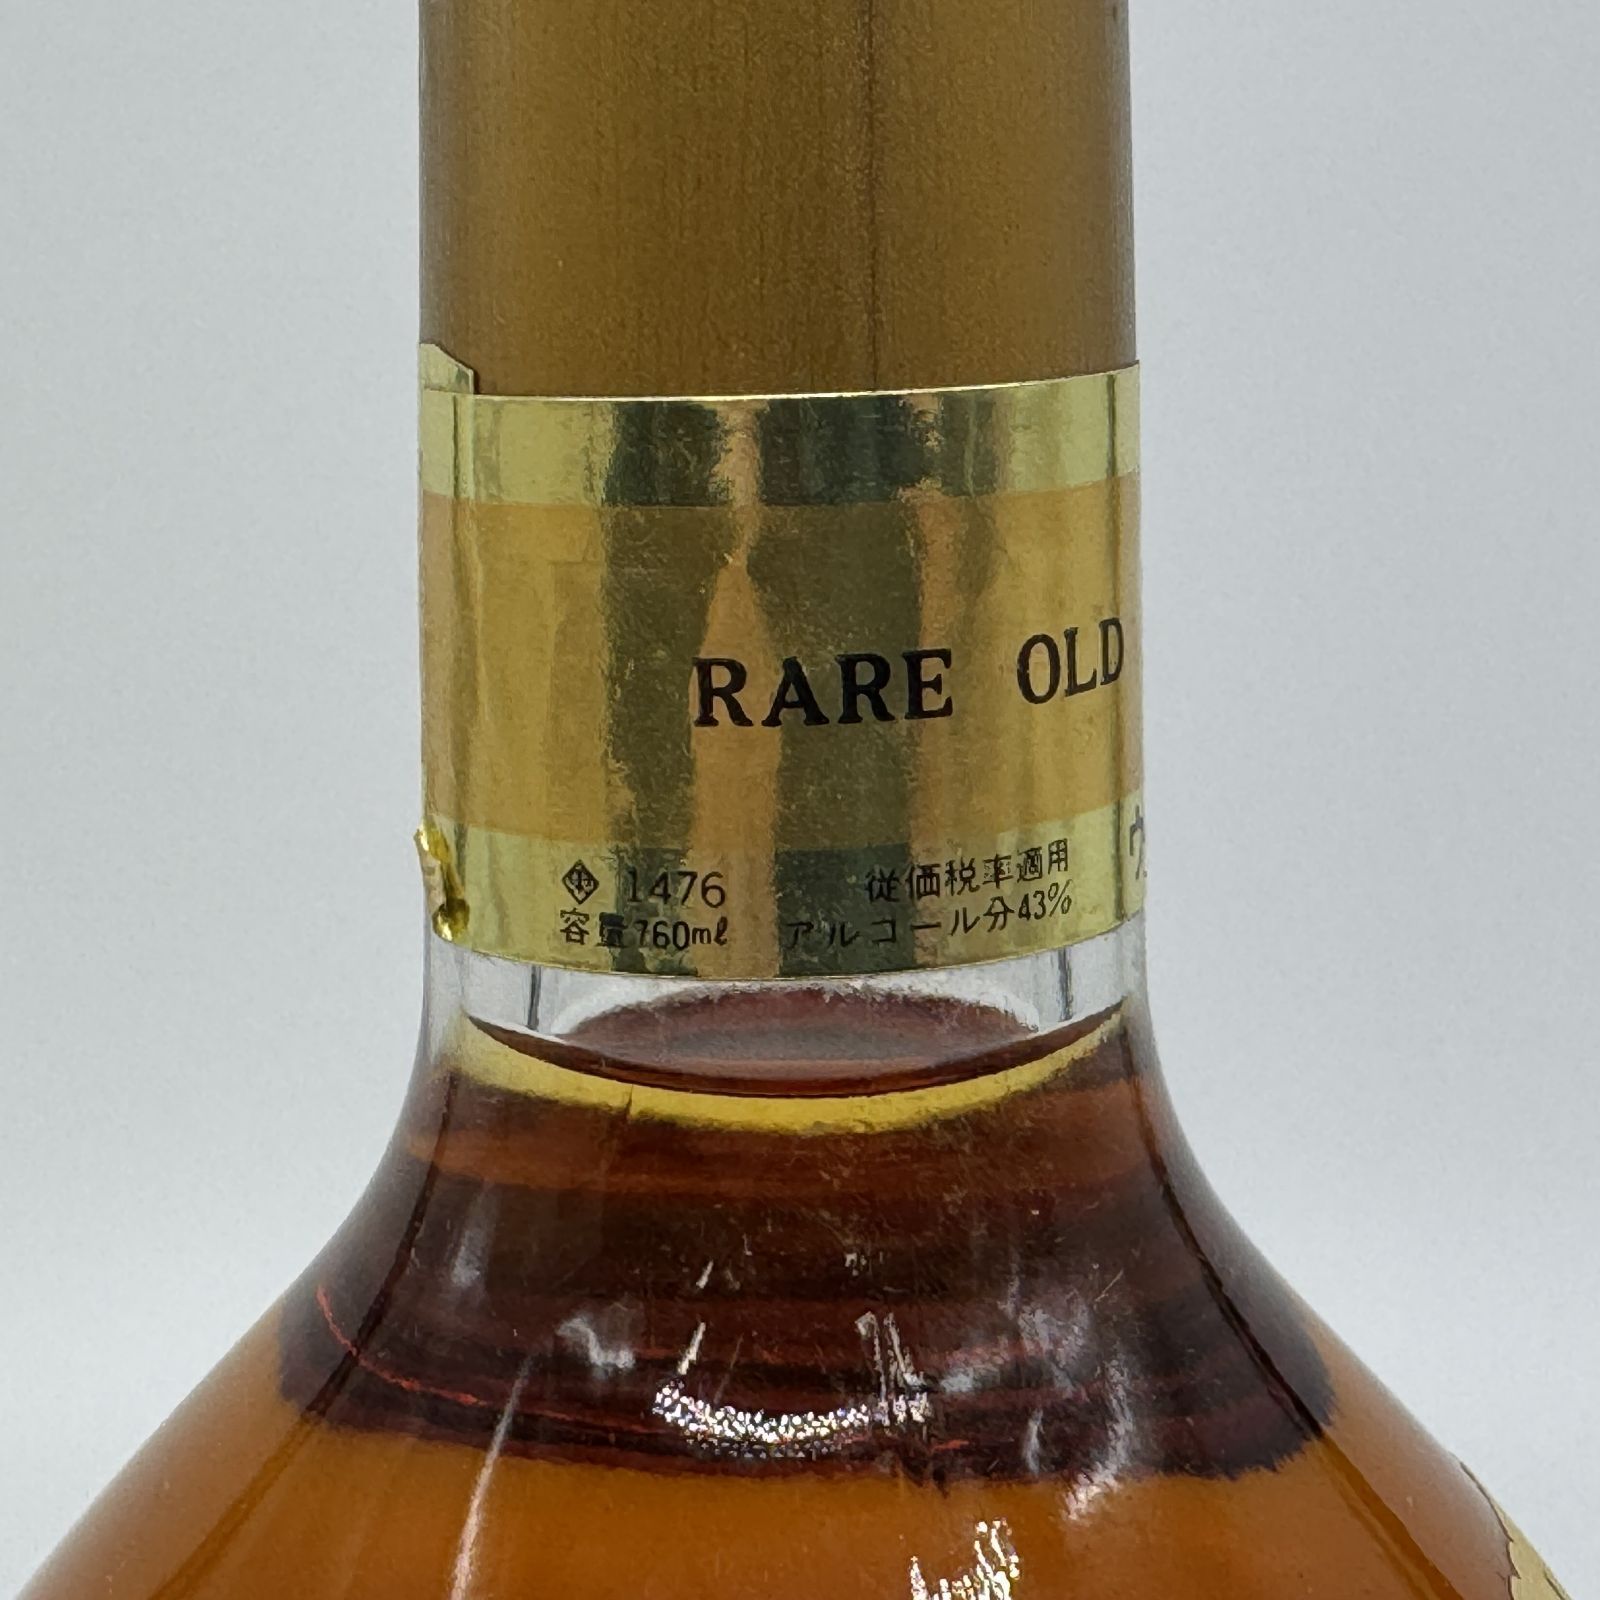 RARE OLD
1476 従価税率適用
容量760ml アルコール分43%
ウ